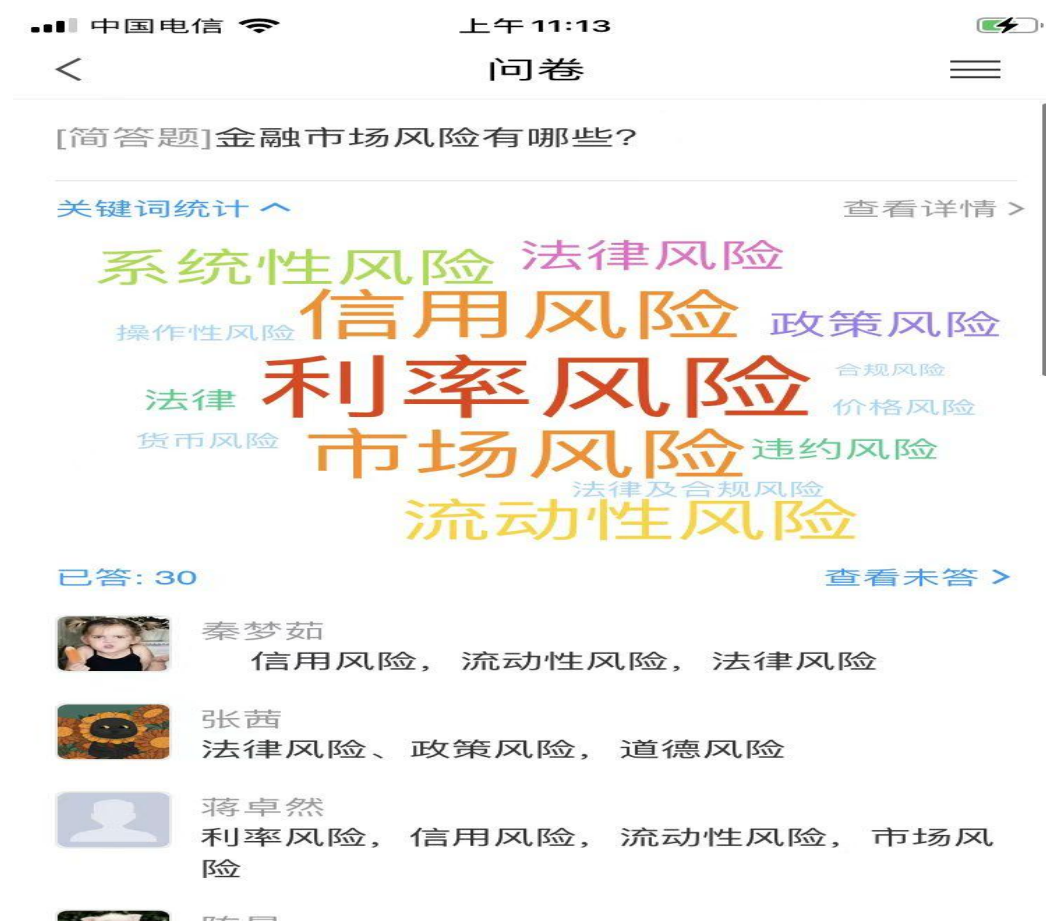 中国电信 上午 11:13
问卷
[简答题]金融市场风险有哪些?
关键词统计 查看详情 >
系统性风险 法律风险
信用风险
操作性风险 政策风险
利率风险 合规风险
法律 价格风险
货币风险 市场风险 违约风险
法律及合规风险
流动性风险
已答: 30 查看未答 >
秦梦茹
信用风险, 流动性风险, 法律风险
张茜
法律风险、政策风险, 道德风险
蒋卓然
利率风险, 信用风险, 流动性风险, 市场风
险